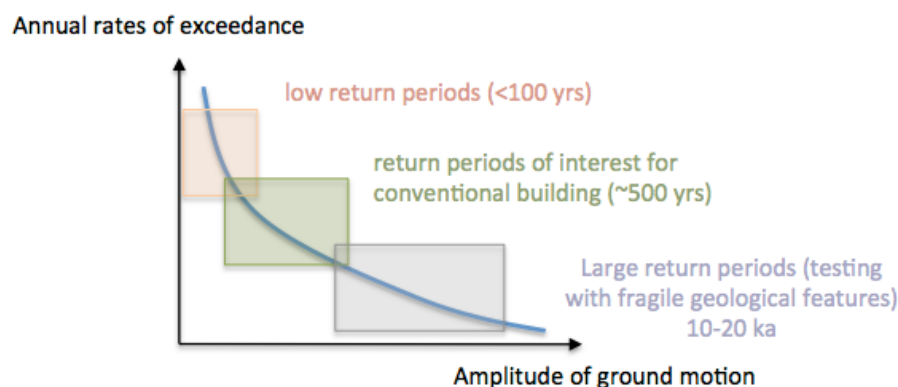 Annual rates of exceedance
low return periods (<100 yrs)
return periods of interest for
conventional building (~500 yrs)
Large return periods (testing
with fragile geological features)
10-20 ka
Amplitude of ground motion